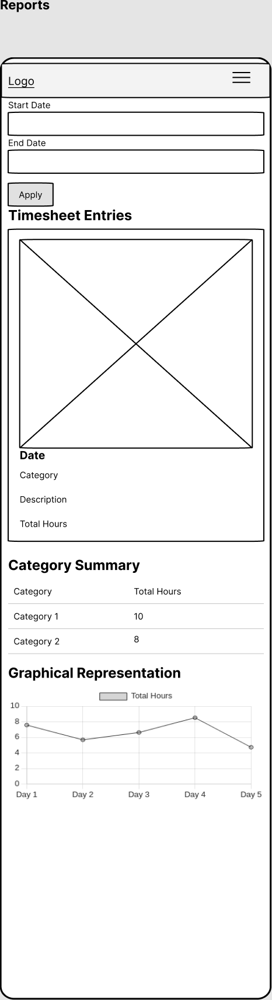 Reports
Logo
Start Date
End Date
Apply
Timesheet Entries
Date
Category
Description
Total Hours
Category Summary
Category Total Hours
Category 1 10
Category 2 8
Graphical Representation
Total Hours
10
8
6
4
2
0
Day 1 Day 2 Day 3 Day 4 Day 5